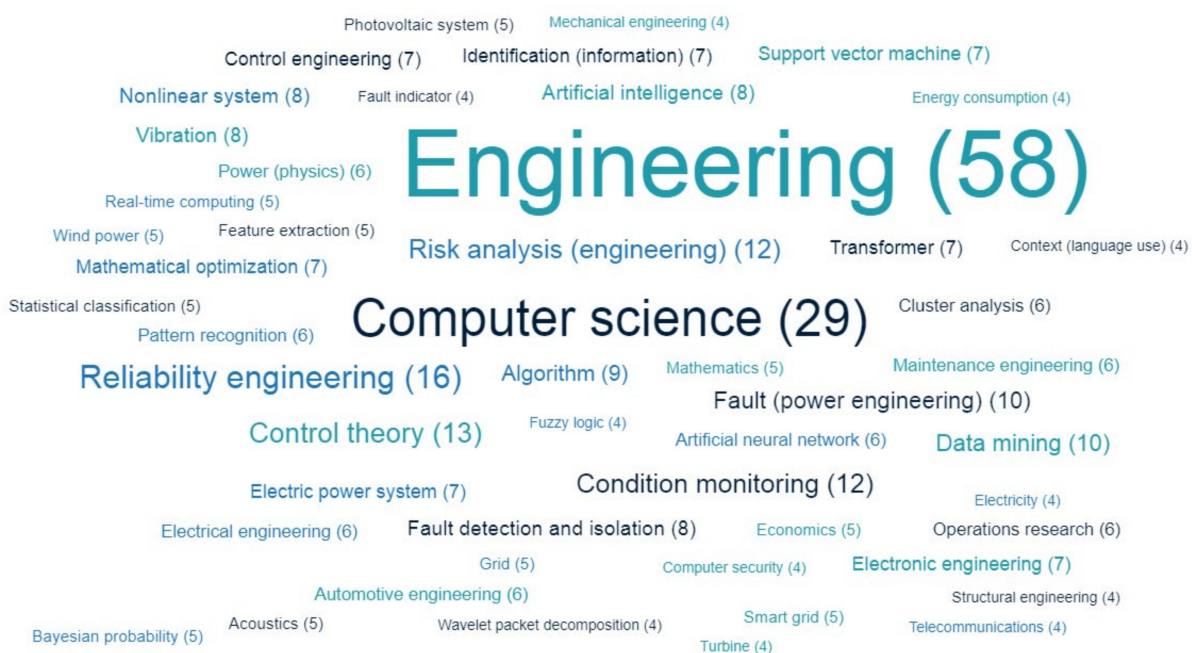 Photovoltaic system (5)
Mechanical engineering (4)
Control engineering (7)
Identification (information) (7)
Support vector machine (7)
Nonlinear system (8)
Fault indicator (4)
Artificial intelligence (8)
Energy consumption (4)
Vibration (8)
Engineering (58)
Power (physics) (6)
Real-time computing (5)
Wind power (5)
Feature extraction (5)
Risk analysis (engineering) (12)
Transformer (7)
Context (language use) (4)
Mathematical optimization (7)
Statistical classification (5)
Computer science (29)
Cluster analysis (6)
Pattern recognition (6)
Reliability engineering (16)
Algorithm (9)
Mathematics (5)
Maintenance engineering (6)
Fault (power engineering) (10)
Control theory (13)
Fuzzy logic (4)
Artificial neural network (6)
Data mining (10)
Electric power system (7)
Condition monitoring (12)
Electricity (4)
Electrical engineering (6)
Fault detection and isolation (8)
Economics (5)
Operations research (6)
Grid (5)
Computer security (4)
Electronic engineering (7)
Automotive engineering (6)
Structural engineering (4)
Bayesian probability (5)
Acoustics (5)
Wavelet packet decomposition (4)
Smart grid (5)
Telecommunications (4)
Turbine (4)